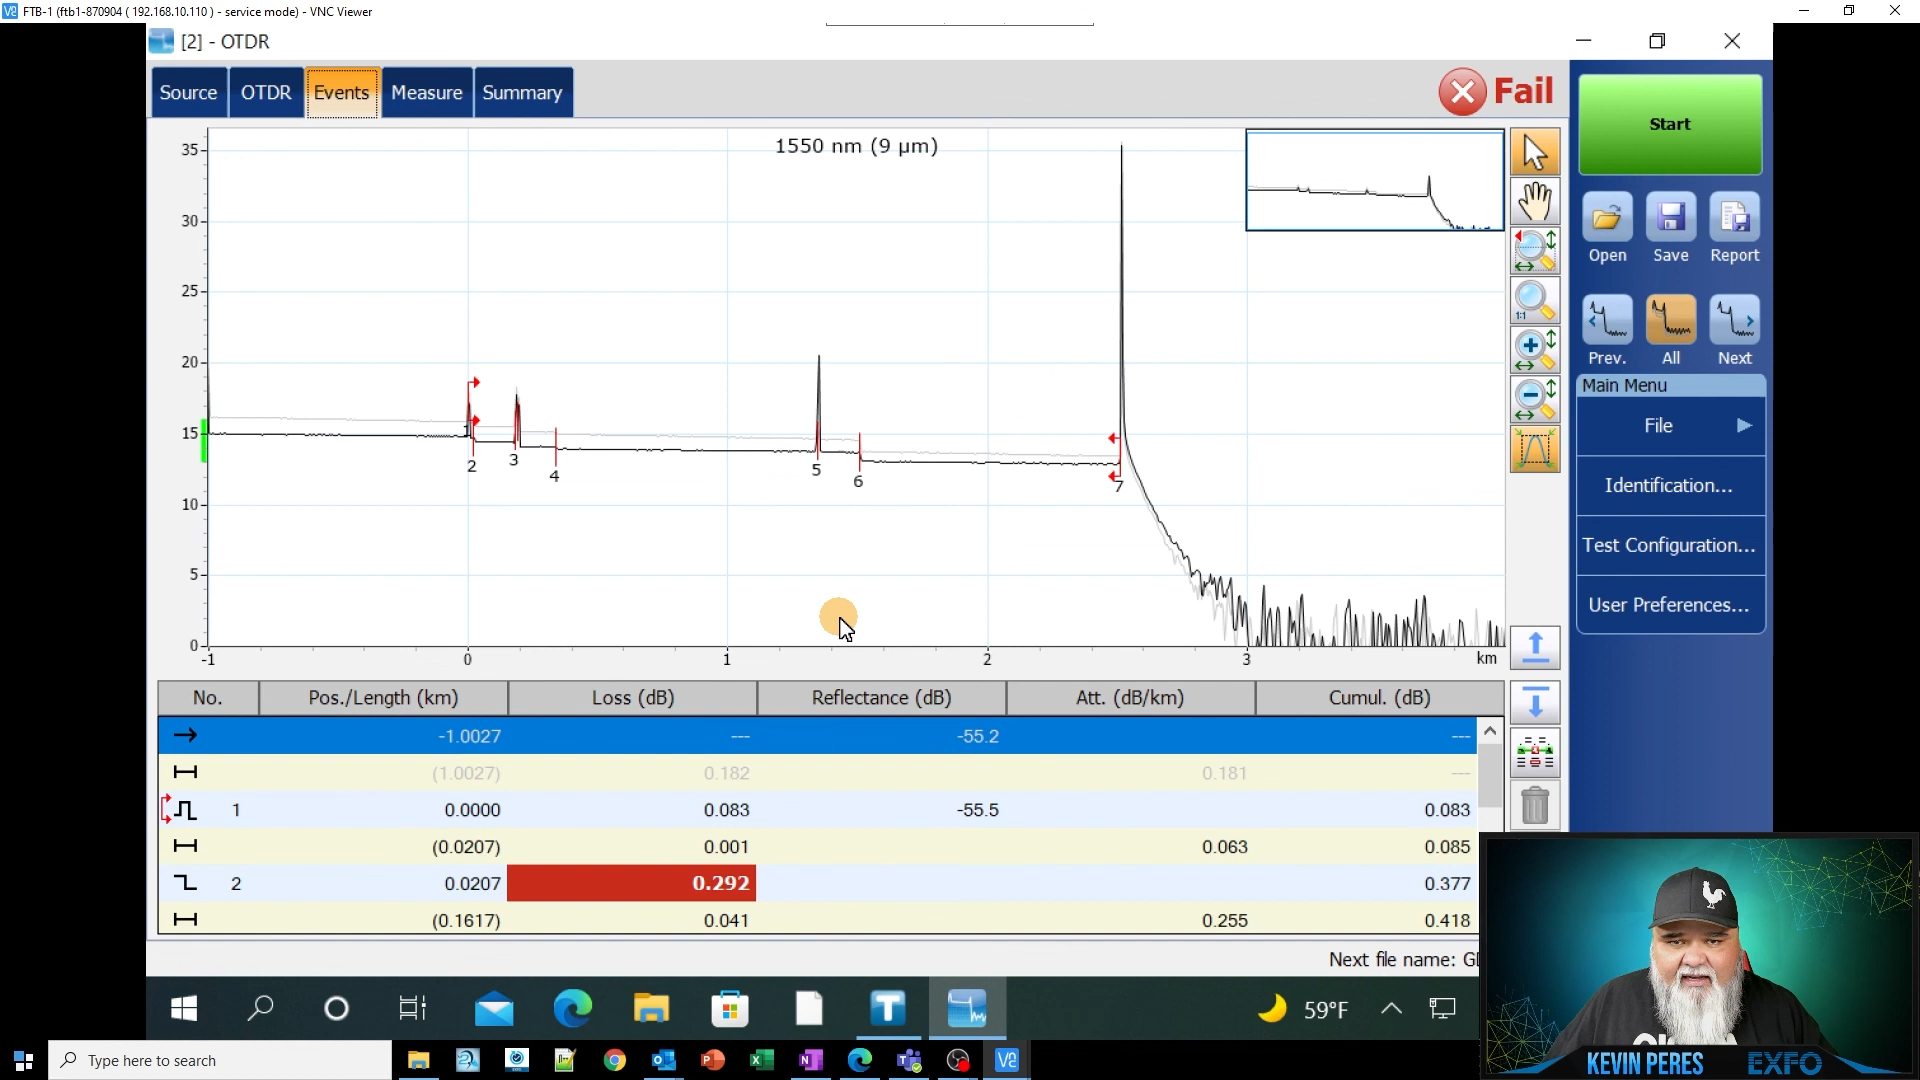 FTB-1 (ftb1-870904 ( 192.168.10.110 ) - service mode) - VNC Viewer
[2] - OTDR
Source OTDR Events Measure Summary
Fail
Start
1550 nm (9 µm)
35
30
25
20
15
10
5
0
1
2 3 4 5 6 7
-1 0 1 2 3 km
1:1
Open Save Report
Prev. All Next
Main Menu
File
Identification...
Test Configuration...
User Preferences...
No. Pos./Length (km) Loss (dB) Reflectance (dB) Att. (dB/km) Cumul. (dB)
-1.0027 --- -55.2 ---
(1.0027) 0.182 0.181 ---
1 0.0000 0.083 -55.5 0.083
(0.0207) 0.001 0.063 0.085
2 0.0207 0.292 0.377
(0.1617) 0.041 0.255 0.418
Next file name:
59°F
Type here to search
KEVIN PERES EXFO